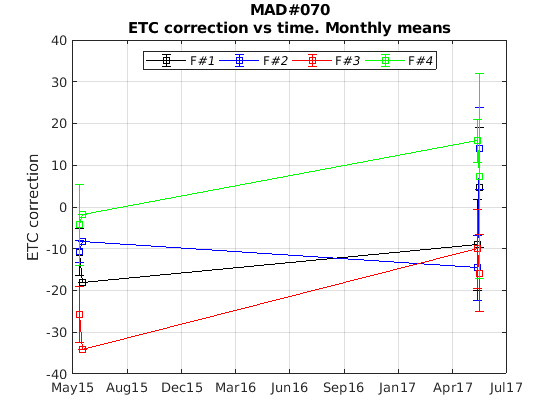 MAD#070
ETC correction vs time. Monthly means
F#1 F#2 F#3 F#4
ETC correction
40
30
20
10
0
-10
-20
-30
-40
May15 Aug15 Dec15 Mar16 Jun16 Sep16 Jan17 Apr17 Jul17